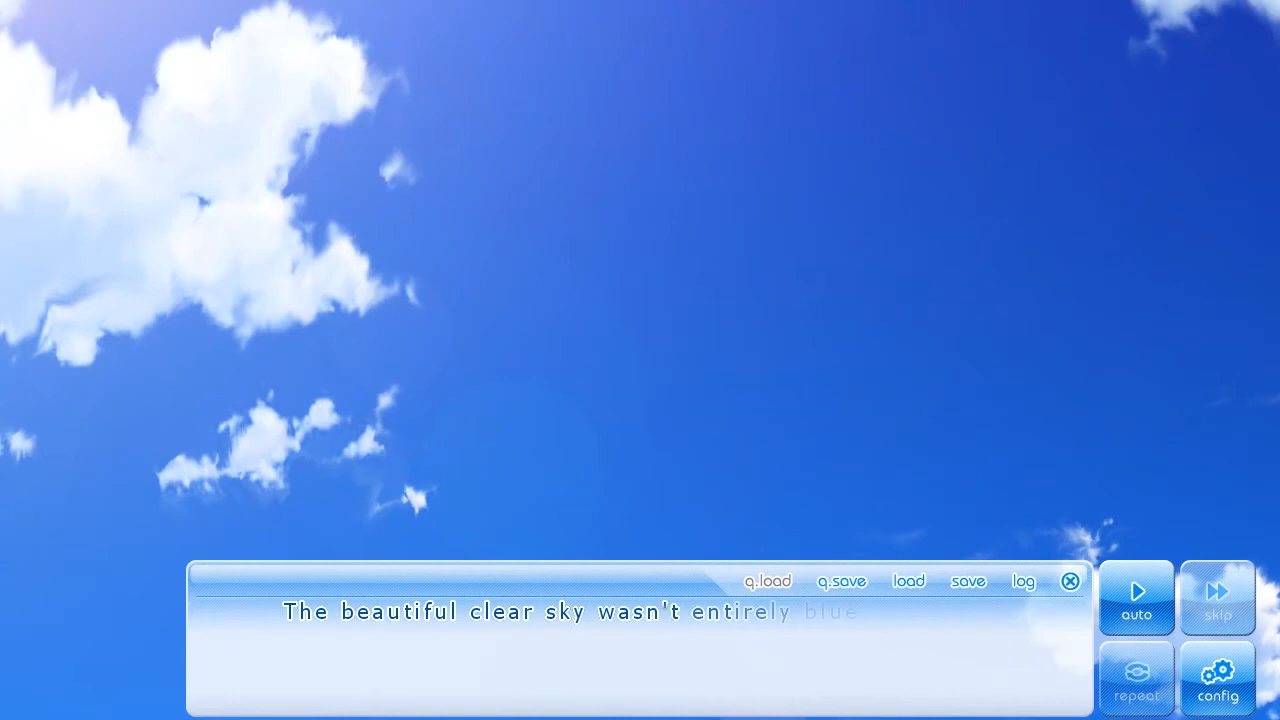 q.load q.save load save log
The beautiful clear sky wasn't entirely blue
auto skip
repeat config